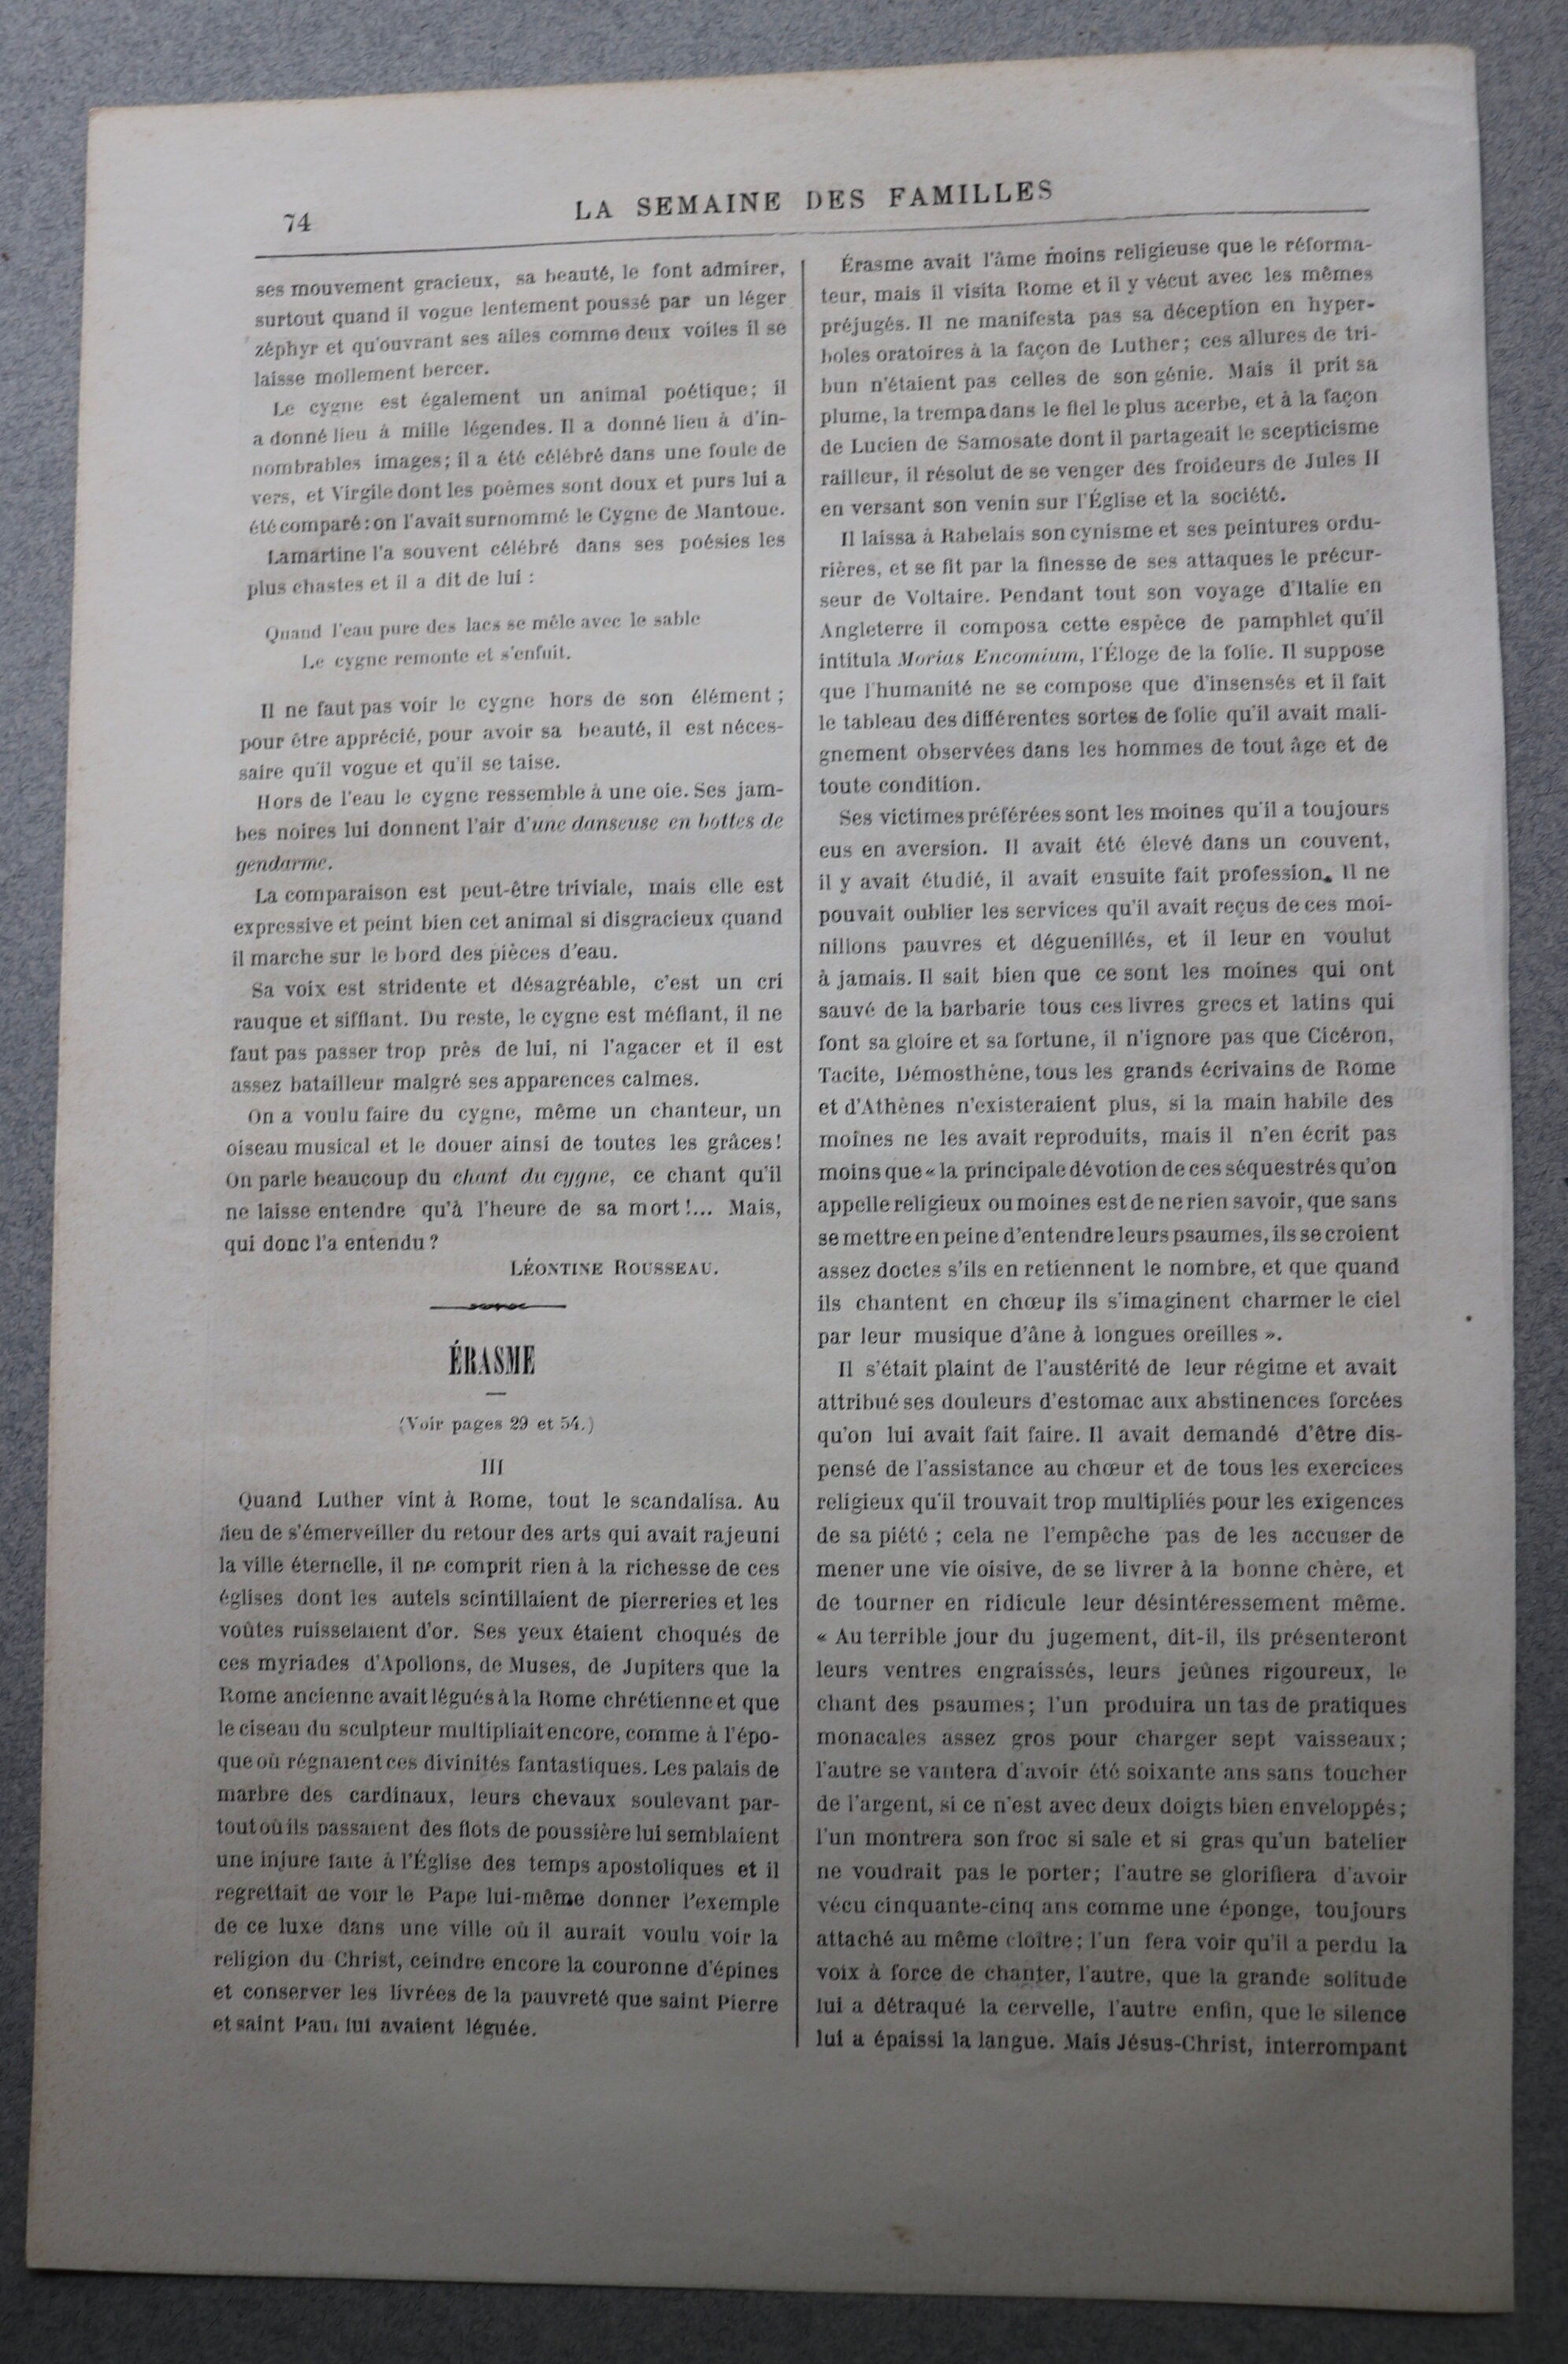 74
LA SEMAINE DES FAMILLES
ses mouvement gracieux, sa beauté, le font admirer,
surtout quand il vogue lentement poussé par un léger
zéphyr et qu'ouvrant ses ailes comme deux voiles il se
laisse mollement bercer.
Le cygne est également un animal poétique; il
a donné lieu à mille légendes. Il a donné lieu à d'in-
nombrables images; il a été célébré dans une foule de
vers, et Virgile dont les poèmes sont doux et purs lui a
été comparé: on l'avait surnommé le Cygne de Mantoue.
Lamartine l'a souvent célébré dans ses poésies les
plus chastes et il a dit de lui :
Quand l'eau pure des lacs se mêle avec le sable
Le cygne remonte et s'enfuit.
Il ne faut pas voir le cygne hors de son élément ;
pour être apprécié, pour avoir sa beauté, il est néces-
saire qu'il vogue et qu'il se taise.
Hors de l'eau le cygne ressemble à une oie. Ses jam-
bes noires lui donnent l'air d'une danseuse en bottes de
gendarme.
La comparaison est peut-être triviale, mais elle est
expressive et peint bien cet animal si disgracieux quand
il marche sur le bord des pièces d'eau.
Sa voix est stridente et désagréable, c'est un cri
rauque et sifflant. Du reste, le cygne est méfiant, il ne
faut pas passer trop près de lui, ni l'agacer et il est
assez batailleur malgré ses apparences calmes.
On a voulu faire du cygne, même un chanteur, un
oiseau musical et le douer ainsi de toutes les grâces!
On parle beaucoup du chant du cygne, ce chant qu'il
ne laisse entendre qu'à l'heure de sa mort!... Mais,
qui donc l'a entendu?
LÉONTINE ROUSSEAU.
ÉRASME
(Voir pages 29 et 54.)
III
Quand Luther vint à Rome, tout le scandalisa. Au
lieu de s'émerveiller du retour des arts qui avait rajeuni
la ville éternelle, il ne comprit rien à la richesse de ces
églises dont les autels scintillaient de pierreries et les
voûtes ruisselaient d'or. Ses yeux étaient choqués de
ces myriades d'Apollons, de Muses, de Jupiters que la
Rome ancienne avait légués à la Rome chrétienne et que
le ciseau du sculpteur multipliait encore, comme à l'épo-
que où régnaient ces divinités fantastiques. Les palais de
marbre des cardinaux, leurs chevaux soulevant par-
tout où ils passaient des flots de poussière lui semblaient
une injure faite à l'Église des temps apostoliques et il
regrettait de voir le Pape lui-même donner l'exemple
de ce luxe dans une ville où il aurait voulu voir la
religion du Christ, ceindre encore la couronne d'épines
et conserver les livrées de la pauvreté que saint Pierre
et saint Paul lui avaient léguée.
Érasme avait l'âme moins religieuse que le réforma-
teur, mais il visita Rome et il y vécut avec les mêmes
préjugés. Il ne manifesta pas sa déception en hyper-
boles oratoires à la façon de Luther; ces allures de tri-
bun n'étaient pas celles de son génie. Mais il prit sa
plume, la trempa dans le fiel le plus acerbe, et à la façon
de Lucien de Samosate dont il partageait le scepticisme
railleur, il résolut de se venger des froideurs de Jules II
en versant son venin sur l'Église et la société.
Il laissa à Rabelais son cynisme et ses peintures ordu-
rières, et se fit par la finesse de ses attaques le précur-
seur de Voltaire. Pendant tout son voyage d'Italie en
Angleterre il composa cette espèce de pamphlet qu'il
intitula Morias Encomium, l'Éloge de la folie. Il suppose
que l'humanité ne se compose que d'insensés et il fait
le tableau des différentes sortes de folie qu'il avait mali-
gnement observées dans les hommes de tout âge et de
toute condition.
Ses victimes préférées sont les moines qu'il a toujours
eus en aversion. Il avait été élevé dans un couvent,
il y avait étudié, il avait ensuite fait profession. Il ne
pouvait oublier les services qu'il avait reçus de ces moi-
nillons pauvres et déguenillés, et il leur en voulut
à jamais. Il sait bien que ce sont les moines qui ont
sauvé de la barbarie tous ces livres grecs et latins qui
font sa gloire et sa fortune, il n'ignore pas que Cicéron,
Tacite, Démosthène, tous les grands écrivains de Rome
et d'Athènes n'existeraient plus, si la main habile des
moines ne les avait reproduits, mais il n'en écrit pas
moins que « la principale dévotion de ces séquestrés qu'on
appelle religieux ou moines est de ne rien savoir, que sans
se mettre en peine d'entendre leurs psaumes, ils se croient
assez doctes s'ils en retiennent le nombre, et que quand
ils chantent en chœur ils s'imaginent charmer le ciel
par leur musique d'âne à longues oreilles ».
Il s'était plaint de l'austérité de leur régime et avait
attribué ses douleurs d'estomac aux abstinences forcées
qu'on lui avait fait faire. Il avait demandé d'être dis-
pensé de l'assistance au chœur et de tous les exercices
religieux qu'il trouvait trop multipliés pour les exigences
de sa piété ; cela ne l'empêche pas de les accuser de
mener une vie oisive, de se livrer à la bonne chère, et
de tourner en ridicule leur désintéressement même.
« Au terrible jour du jugement, dit-il, ils présenteront
leurs ventres engraissés, leurs jeûnes rigoureux, le
chant des psaumes; l'un produira un tas de pratiques
monacales assez gros pour charger sept vaisseaux;
l'autre se vantera d'avoir été soixante ans sans toucher
de l'argent, si ce n'est avec deux doigts bien enveloppés;
l'un montrera son froc si sale et si gras qu'un batelier
ne voudrait pas le porter; l'autre se glorifiera d'avoir
vécu cinquante-cinq ans comme une éponge, toujours
attaché au même cloître; l'un fera voir qu'il a perdu la
voix à force de chanter, l'autre, que la grande solitude
lui a détraqué la cervelle, l'autre enfin, que le silence
lui a épaissi la langue. Mais Jésus-Christ, interrompant